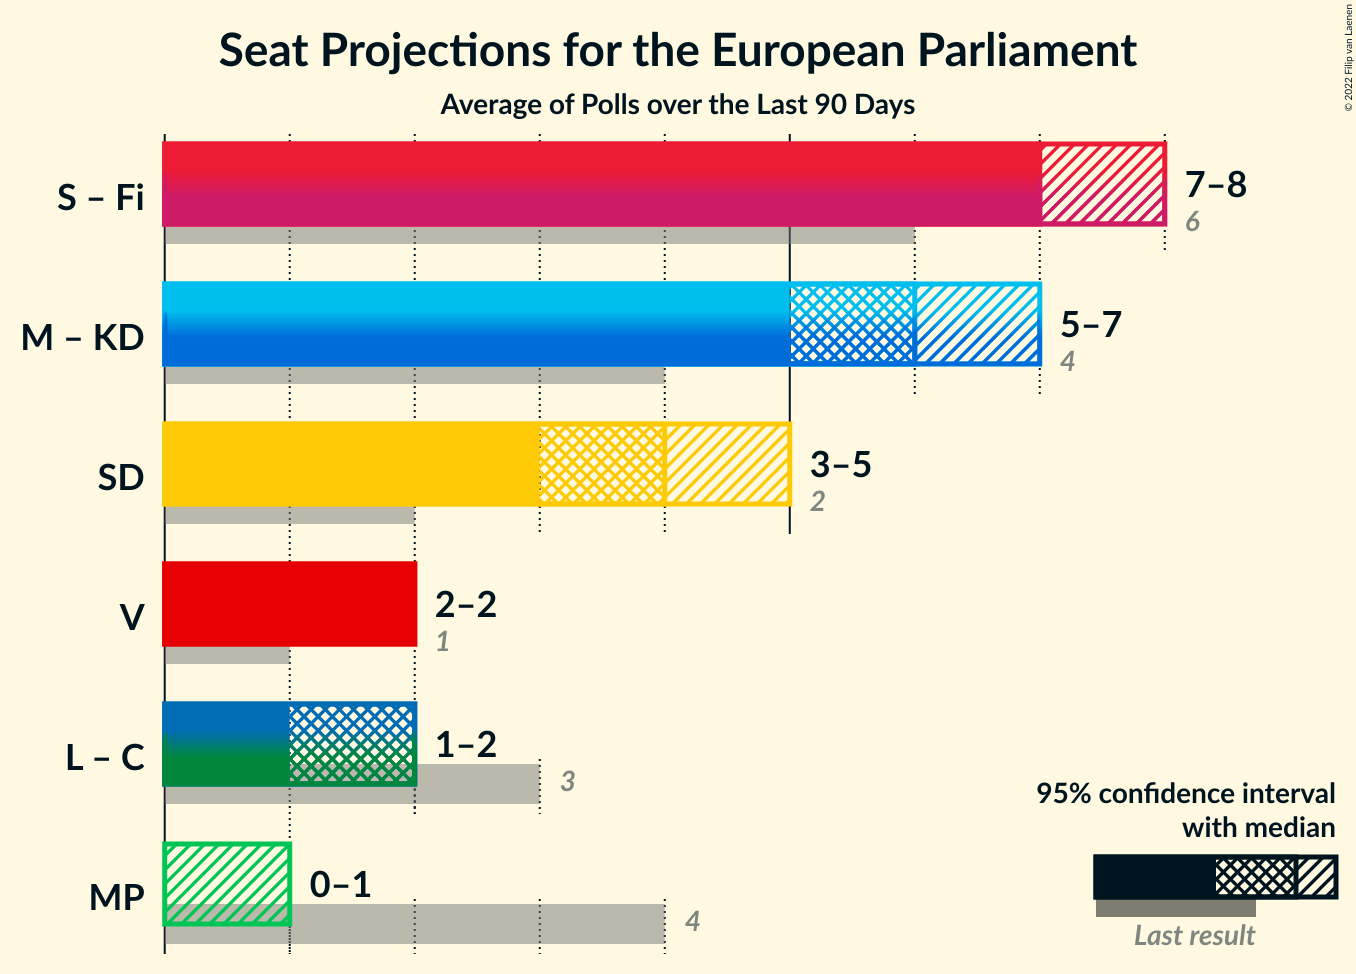 Seat Projections for the European Parliament
Average of Polls over the Last 90 Days
© 2022 Filip van Laenen
S – Fi
7–8
6
M – KD
5–7
4
SD
3–5
2
V
2–2
1
L – C
1–2
3
MP
0–1
4
95% confidence interval
with median
Last result